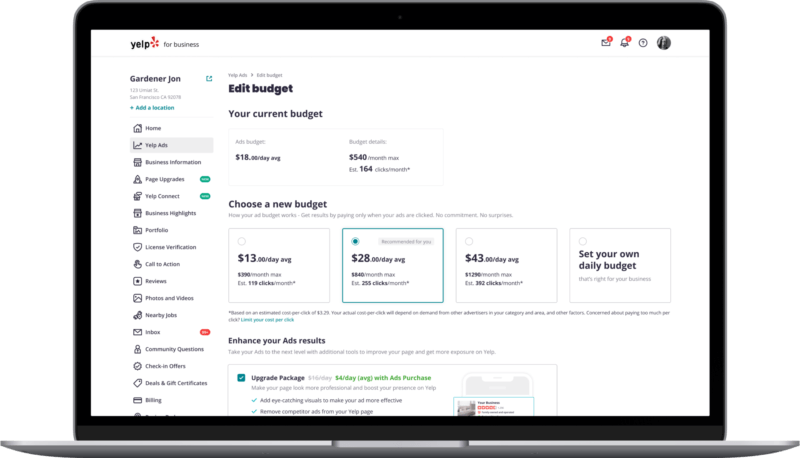 yelp for business
8
5
Gardener Jon
123 Umiat St.
San Francisco CA 92078
+ Add a location
Home
Yelp Ads
Business Information
Page Upgrades NEW
Yelp Connect NEW
Business Highlights
Portfolio
License Verification
Call to Action
Reviews
Photos and Videos
Nearby Jobs
Inbox 99+
Community Questions
Check-in Offers
Deals & Gift Certificates
Billing
Yelp Ads > Edit budget
Edit budget
Your current budget
Ads budget:
$18.00/day avg
Budget details:
$540/month max
Est. 164 clicks/month*
Choose a new budget
How your ad budget works - Get results by paying only when your ads are clicked. No commitment. No surprises.
$13.00/day avg
$390/month max
Est. 119 clicks/month*
Recommended for you
$28.00/day avg
$840/month max
Est. 255 clicks/month*
$43.00/day avg
$1290/month max
Est. 392 clicks/month*
Set your own
daily budget
that's right for your business
*Based on an estimated cost-per-click of $3.29. Your actual cost-per-click will depend on demand from other advertisers in your category and area, and other factors. Concerned about paying too much per
click? Limit your cost per click
Enhance your Ads results
Take your Ads to the next level with additional tools to improve your page and get more exposure on Yelp.
Upgrade Package $16/day $4/day (avg) with Ads Purchase
Make your page look more professional and boost your presence on Yelp
Add eye-catching visuals to make your ad more effective
Remove competitor ads from your Yelp page
Your Business